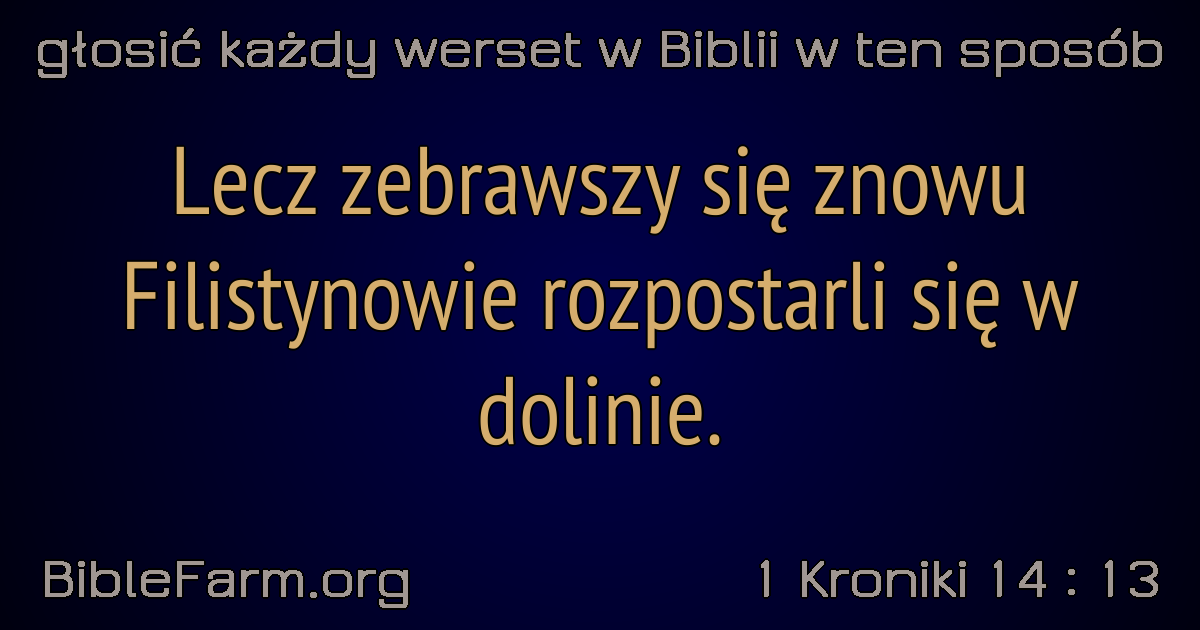 głosić każdy werset w Biblii w ten sposób
Lecz zebrawszy się znowu
Filistynowie rozpostarli się w
dolinie.
BibleFarm.org
1 Kroniki 14 : 13